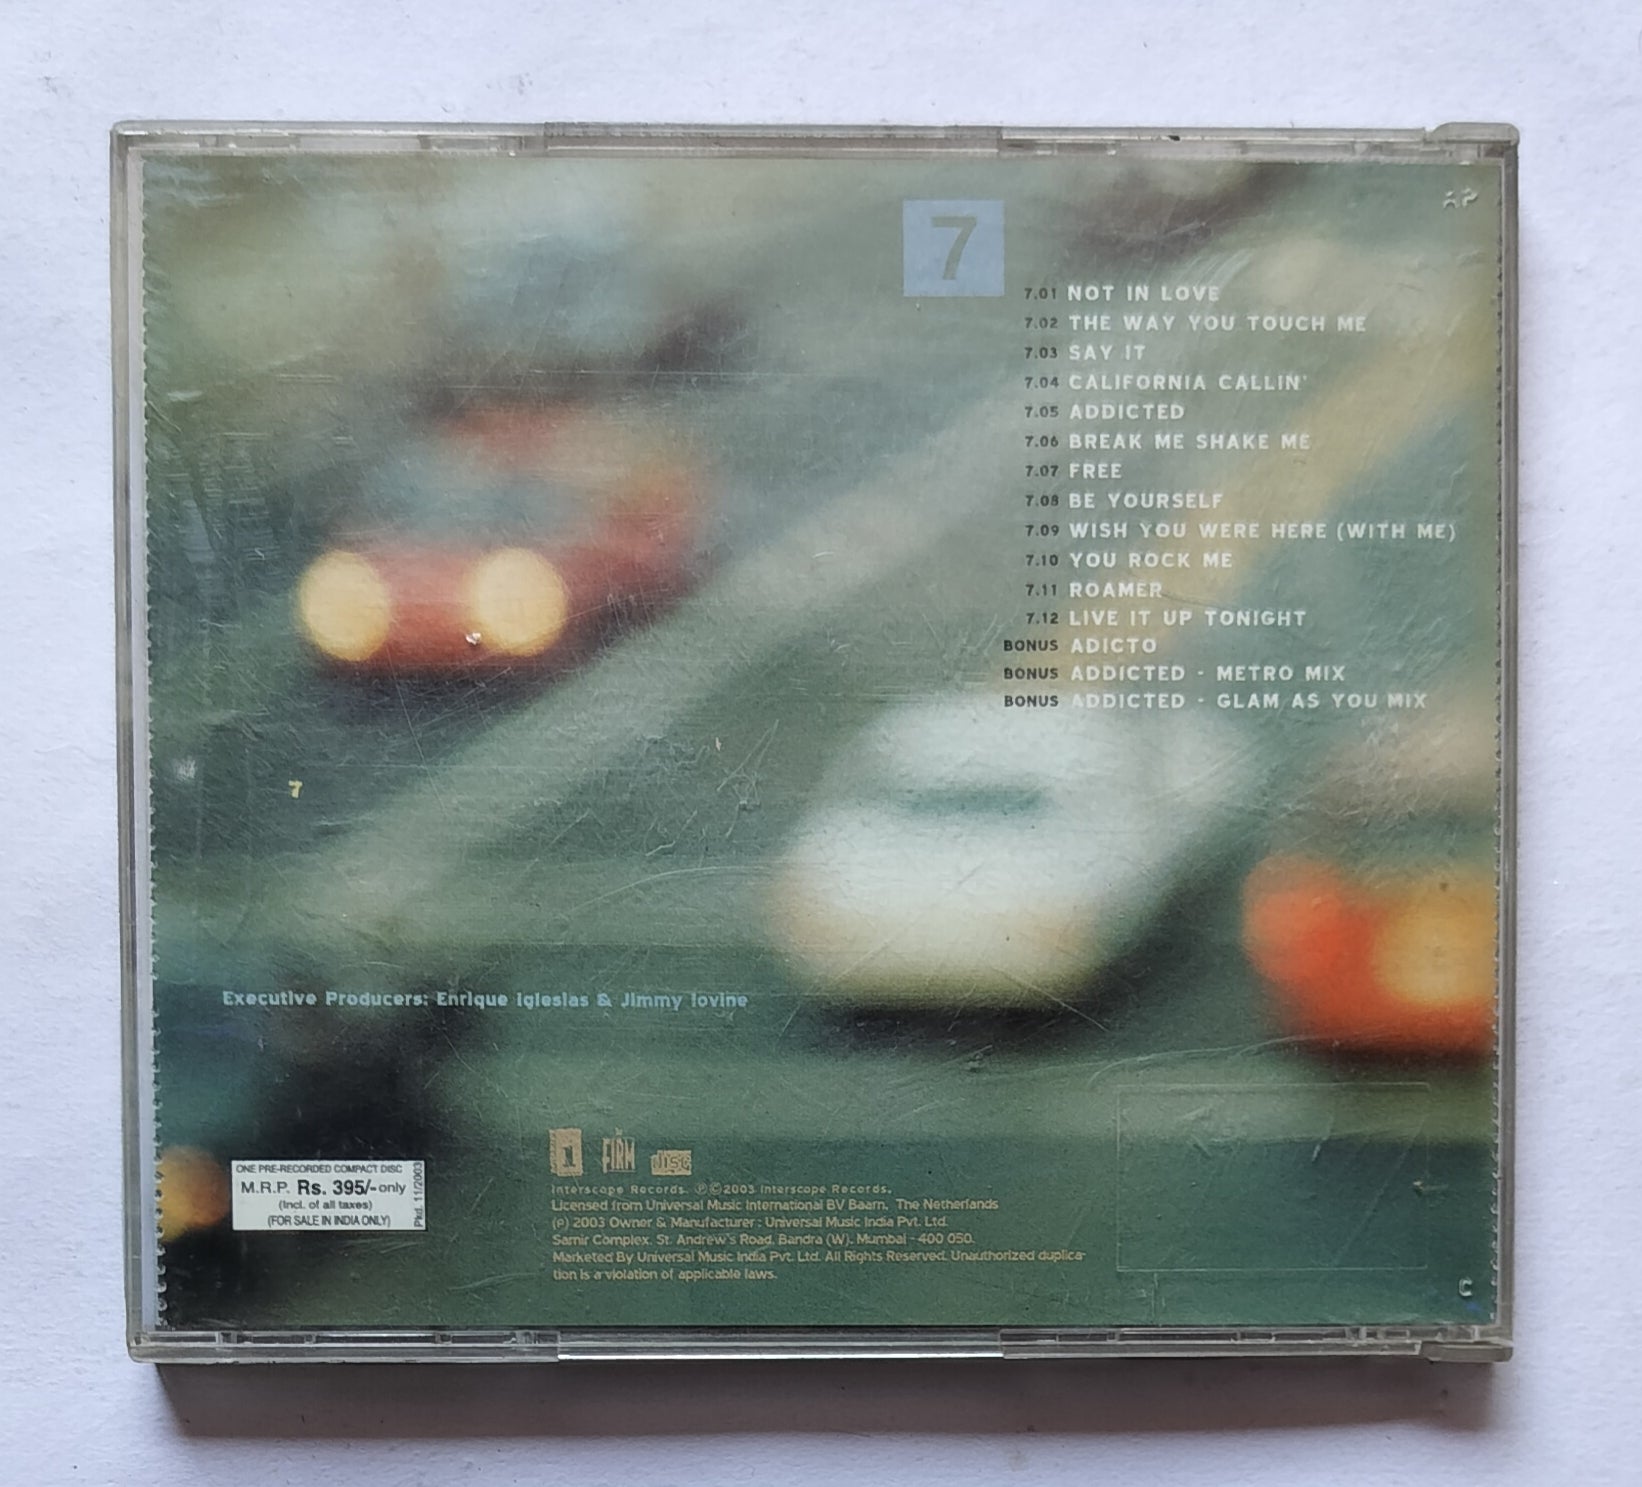 7
7.01 NOT IN LOVE
7.02 THE WAY YOU TOUCH ME
7.03 SAY IT
7.04 CALIFORNIA CALLIN'
7.05 ADDICTED
7.06 BREAK ME SHAKE ME
7.07 FREE
7.08 BE YOURSELF
7.09 WISH YOU WERE HERE (WITH ME)
7.10 YOU ROCK ME
7.11 ROAMER
7.12 LIVE IT UP TONIGHT
BONUS ADICTO
BONUS ADDICTED - METRO MIX
BONUS ADDICTED - GLAM AS YOU MIX
7
Executive Producers: Enrique Iglesias & Jimmy Iovine
ONE PRE-RECORDED COMPACT DISC
M.R.P. Rs. 395/-only
(Incl. of all taxes)
(FOR SALE IN INDIA ONLY)
Pkd. 11/2003
i THE FIRM DISC
Interscope Records. ℗©2003 Interscope Records.
Licensed from Universal Music International BV Baarn, The Netherlands
(P) 2003 Owner & Manufacturer : Universal Music India Pvt. Ltd.
Samir Complex, St. Andrew's Road, Bandra (W), Mumbai - 400 050.
Marketed By Universal Music India Pvt. Ltd. All Rights Reserved. Unauthorized duplica-
tion is a violation of applicable laws.
C